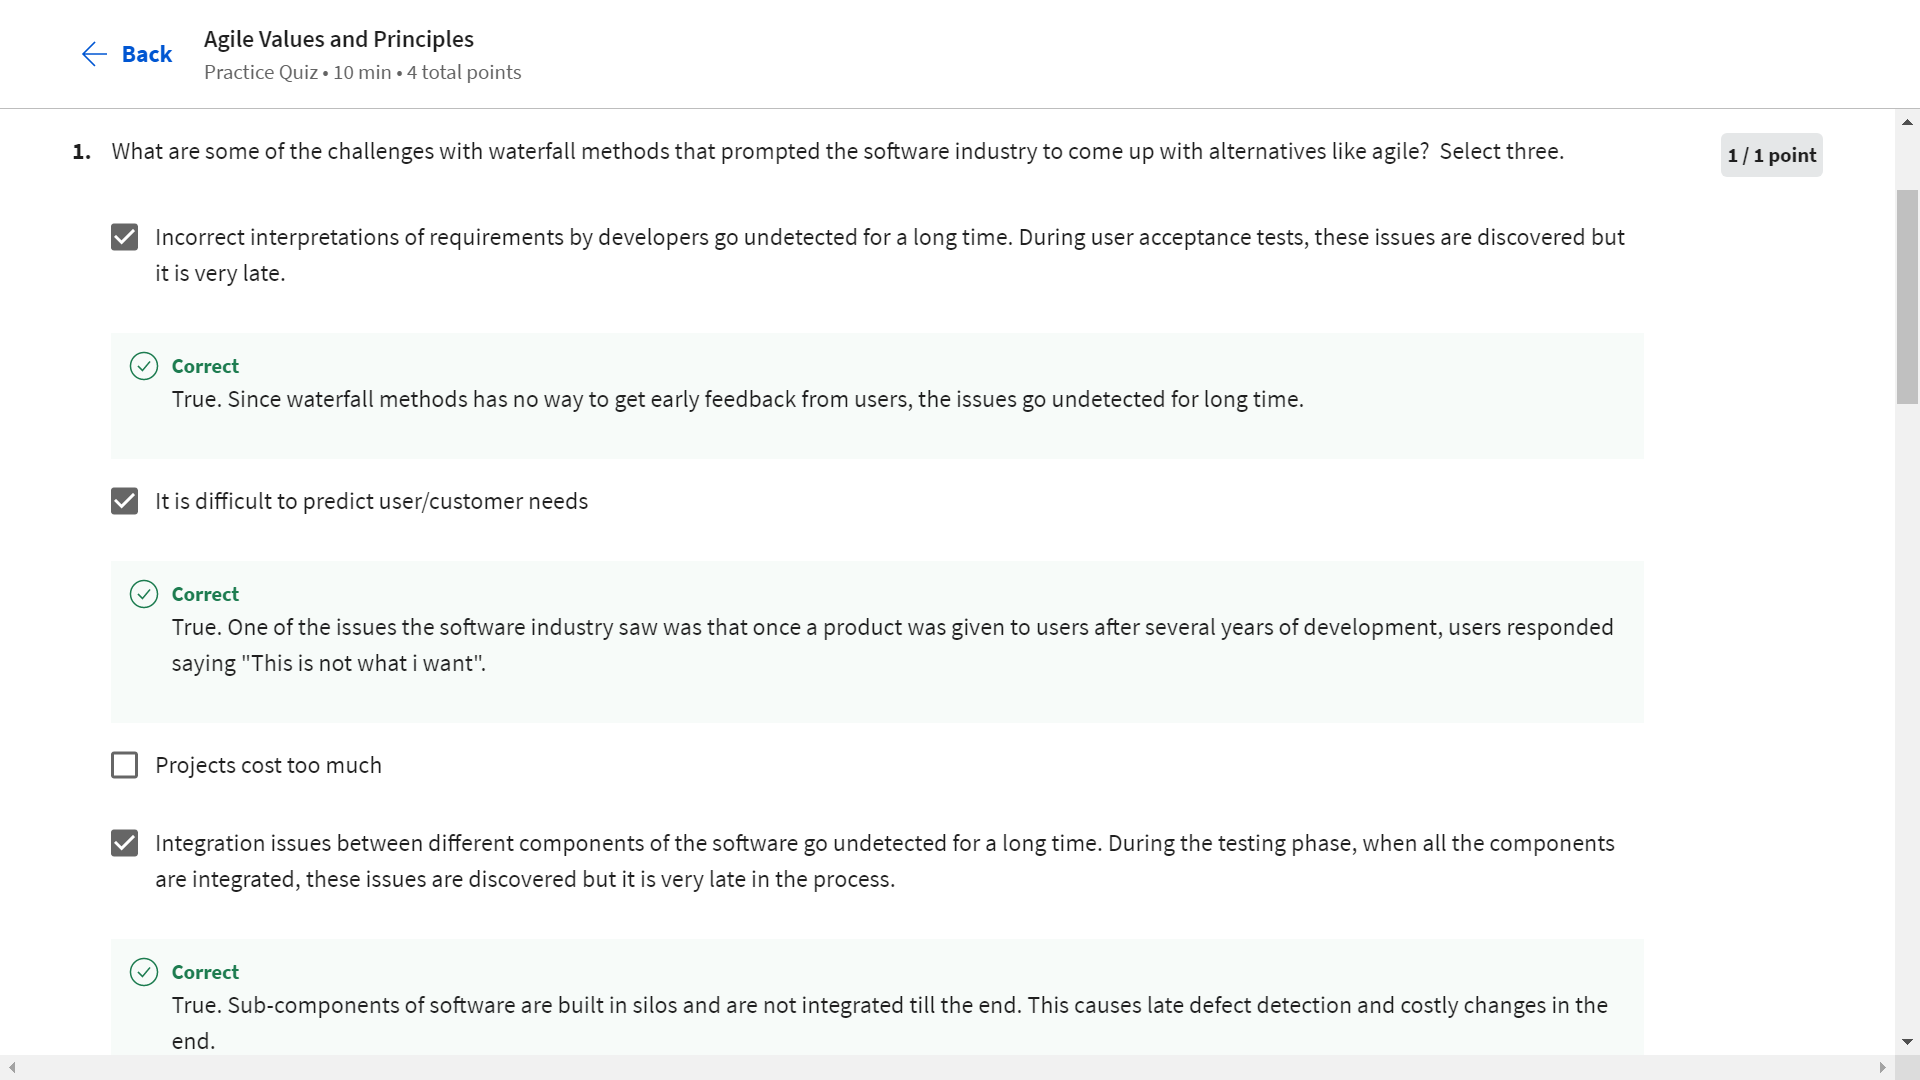 Back
Agile Values and Principles
Practice Quiz • 10 min • 4 total points
1. What are some of the challenges with waterfall methods that prompted the software industry to come up with alternatives like agile?  Select three.
1 / 1 point
Incorrect interpretations of requirements by developers go undetected for a long time. During user acceptance tests, these issues are discovered but
it is very late.
Correct
True. Since waterfall methods has no way to get early feedback from users, the issues go undetected for long time.
It is difficult to predict user/customer needs
Correct
True. One of the issues the software industry saw was that once a product was given to users after several years of development, users responded
saying "This is not what i want".
Projects cost too much
Integration issues between different components of the software go undetected for a long time. During the testing phase, when all the components
are integrated, these issues are discovered but it is very late in the process.
Correct
True. Sub-components of software are built in silos and are not integrated till the end. This causes late defect detection and costly changes in the
end.